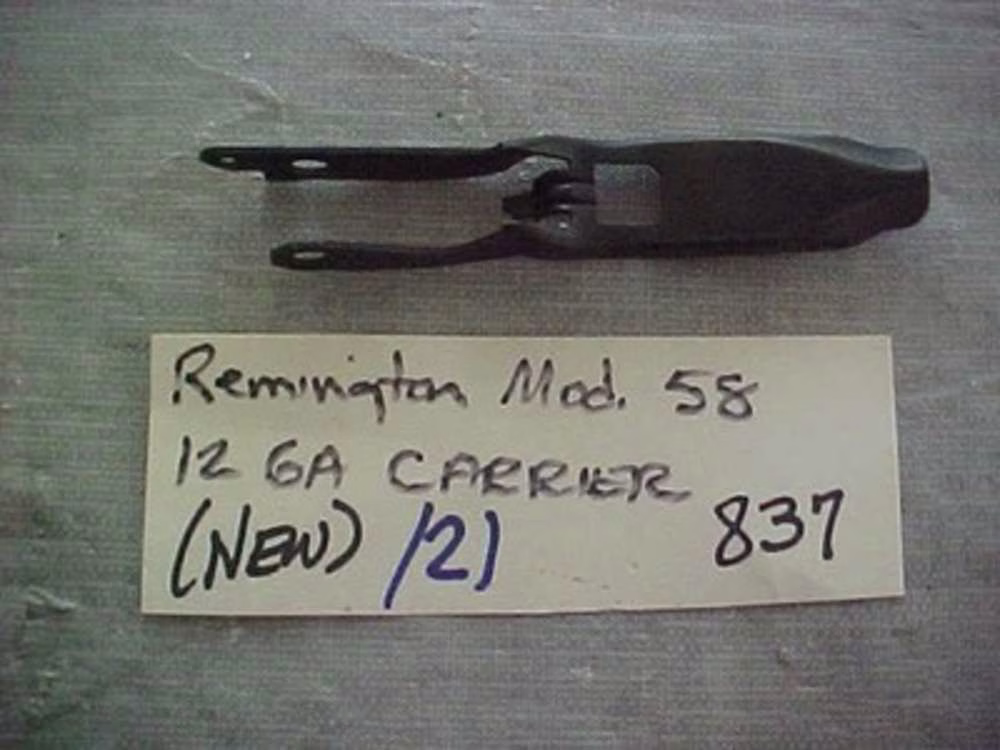 Remington Mod. 58
12 GA CARRIER
(NEW) /2) 837